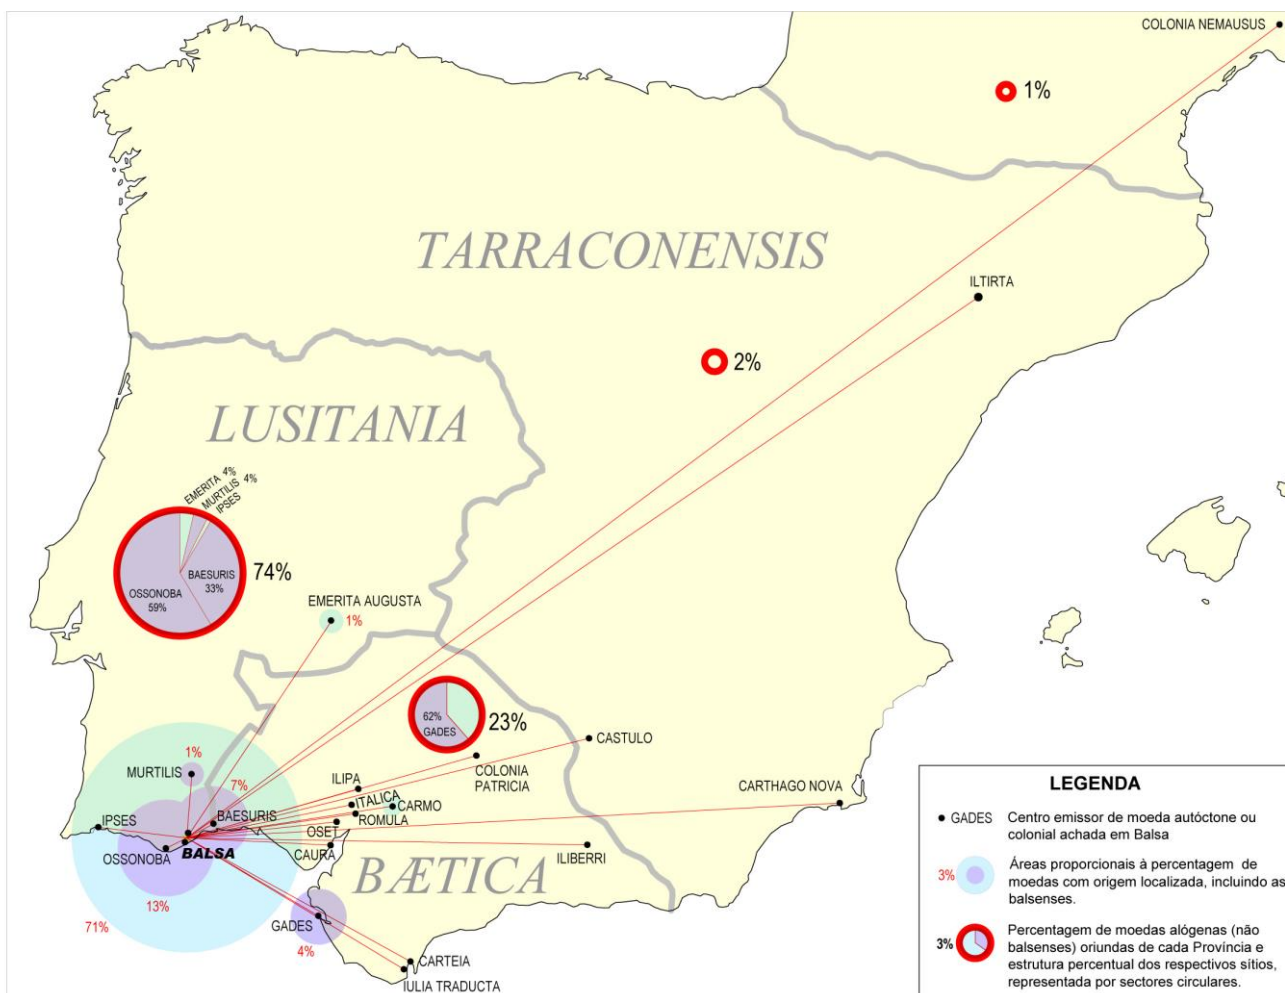 COLONIA NEMAUSUS
1%
TARRACONENSIS
ILTIRTA
2%
LUSITANIA
EMERITA 4%
MURTILIS 4%
IPSES
BAESURIS
33%
OSSONOBA
59%
74%
EMERITA AUGUSTA
1%
62%
GADES
23%
CASTULO
COLONIA
PATRICIA
1%
MURTILIS
7%
ILIPA
ITALICA
CARMO
CARTHAGO NOVA
IPSES
BAESURIS
ROMULA
OSET
OSSONOBA
BALSA
CAURA
ILIBERRI
BÆTICA
13%
71%
GADES
4%
CARTEIA
IULIA TRADUCTA
LEGENDA
GADES
Centro emissor de moeda autóctone ou
colonial achada em Balsa
3%
Áreas proporcionais à percentagem de
moedas com origem localizada, incluindo as
balsenses.
3%
Percentagem de moedas alógenas (não
balsenses) oriundas de cada Província e
estrutura percentual dos respectivos sítios,
representada por sectores circulares.